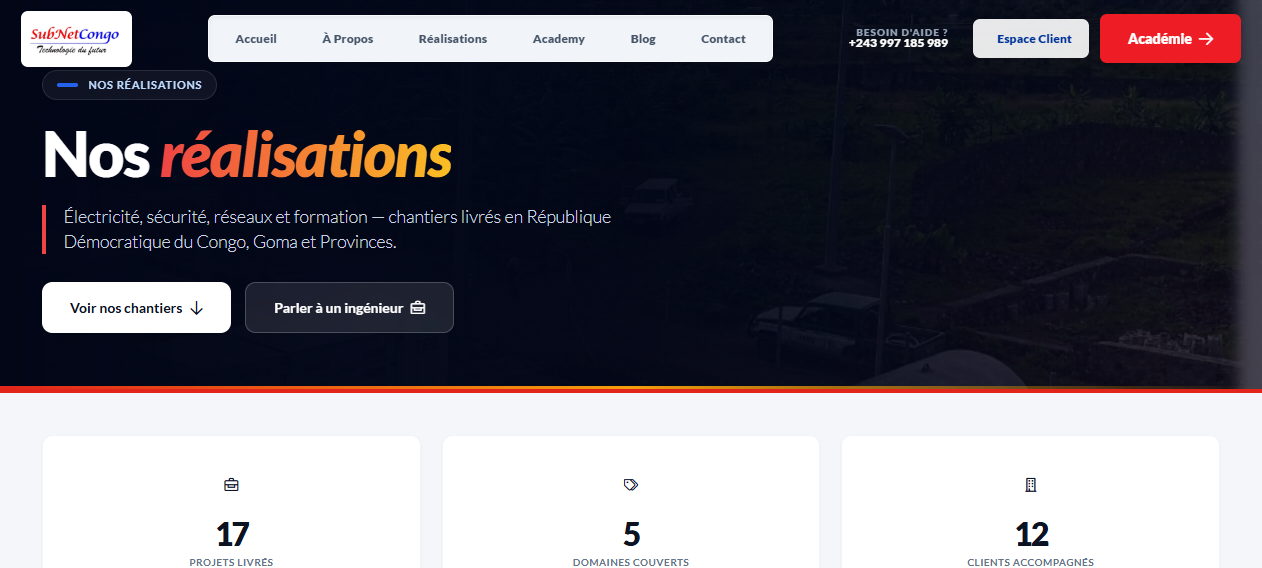 SubNetCongo
Technologie du futur
Accueil
À Propos
Réalisations
Academy
Blog
Contact
BESOIN D'AIDE ?
+243 997 185 989
Espace Client
Académie
NOS RÉALISATIONS
Nos réalisations
Électricité, sécurité, réseaux et formation — chantiers livrés en République
Démocratique du Congo, Goma et Provinces.
Voir nos chantiers
Parler à un ingénieur
17
PROJETS LIVRÉS
5
DOMAINES COUVERTS
12
CLIENTS ACCOMPAGNÉS